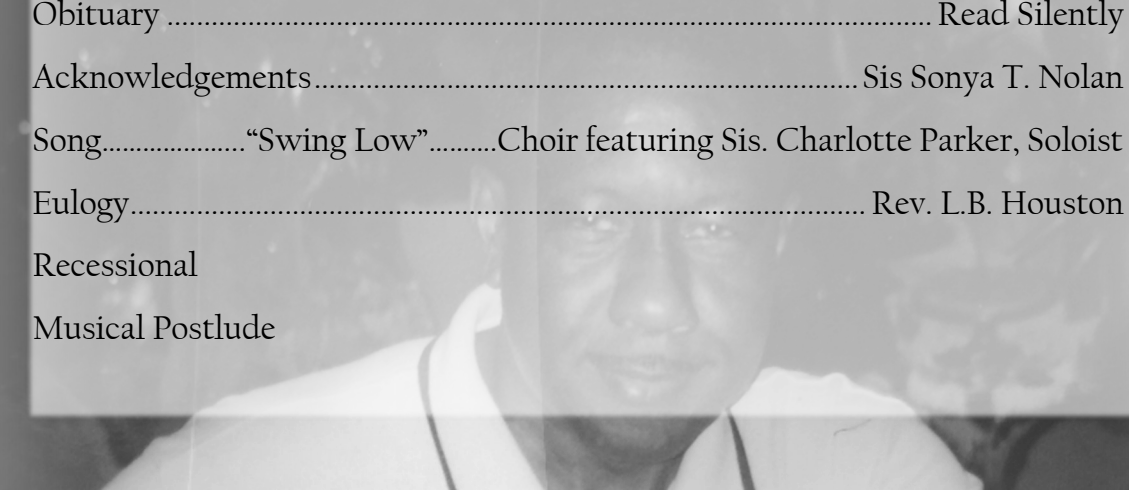 Obituary ........................................................................................................ Read Silently
Acknowledgements.......................................................................... Sis Sonya T. Nolan
Song....................“Swing Low”..........Choir featuring Sis. Charlotte Parker, Soloist
Eulogy.................................................................................................... Rev. L.B. Houston
Recessional
Musical Postlude